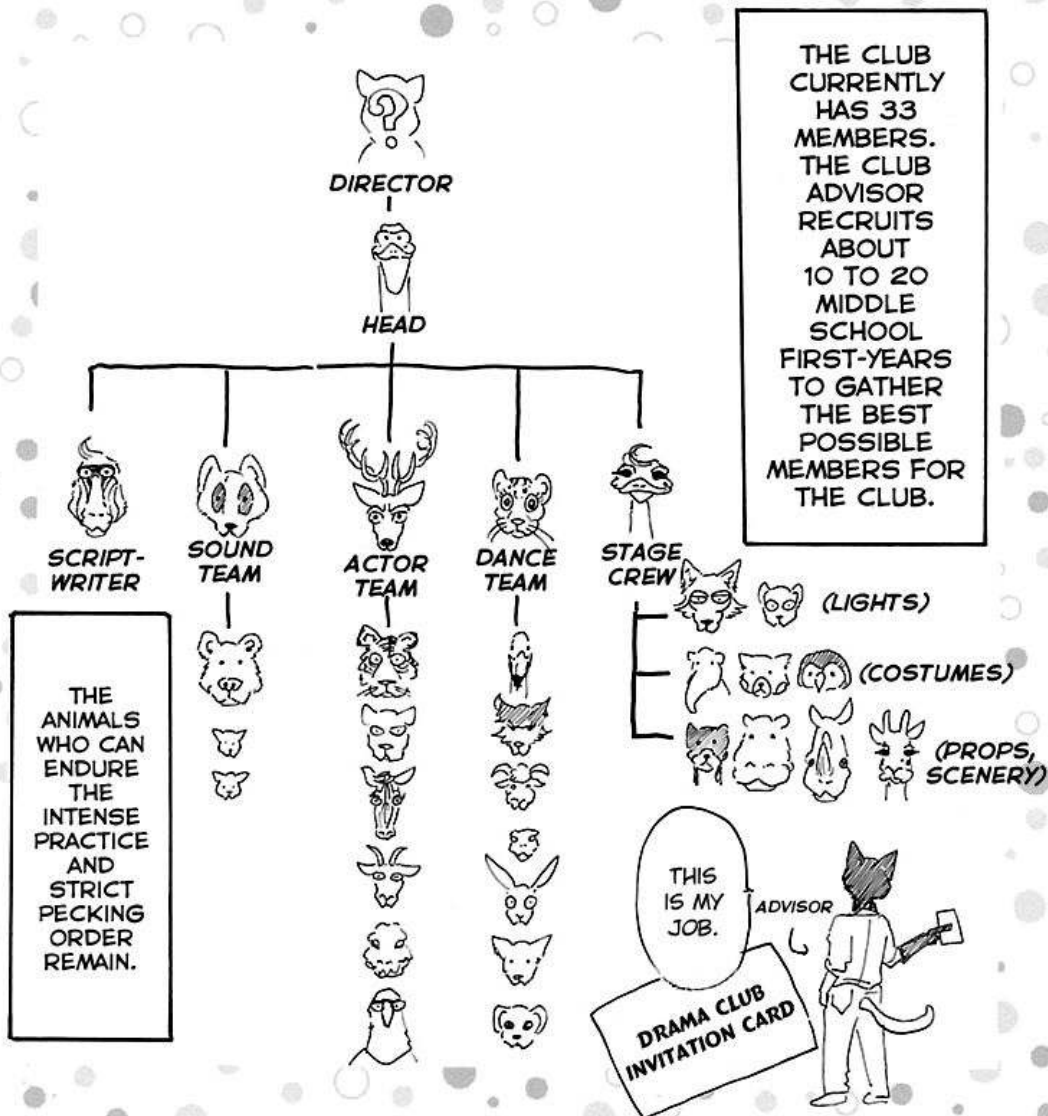 THE CLUB
CURRENTLY
HAS 33
MEMBERS.
THE CLUB
ADVISOR
RECRUITS
ABOUT
10 TO 20
MIDDLE
SCHOOL
FIRST-YEARS
TO GATHER
THE BEST
POSSIBLE
MEMBERS FOR
THE CLUB.
?
DIRECTOR
HEAD
SCRIPT-
WRITER
SOUND
TEAM
ACTOR
TEAM
DANCE
TEAM
STAGE
CREW
(LIGHTS)
(COSTUMES)
(PROPS,
SCENERY)
THE
ANIMALS
WHO CAN
ENDURE
THE
INTENSE
PRACTICE
AND
STRICT
PECKING
ORDER
REMAIN.
THIS
IS MY
JOB.
ADVISOR
DRAMA CLUB
INVITATION CARD